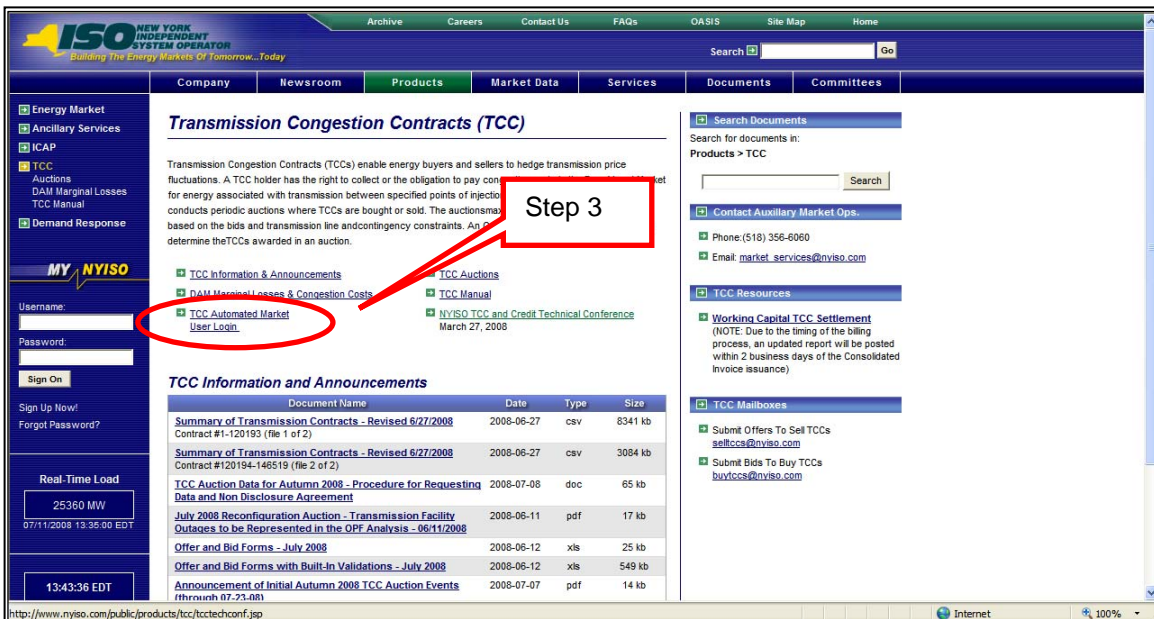 Archive Careers Contact Us FAQs OASIS Site Map Home
ISO NEW YORK
INDEPENDENT
SYSTEM OPERATOR
Building The Energy Markets Of Tomorrow...Today
Search Go
Company Newsroom Products Market Data Services Documents Committees
Energy Market
Ancillary Services
ICAP
TCC
Auctions
DAM Marginal Losses
TCC Manual
Demand Response
MY NYISO
Username:
Password:
Sign On
Sign Up Now!
Forgot Password?
Real-Time Load
25360 MW
07/11/2008 13:35:00 EDT
13:43:36 EDT
Transmission Congestion Contracts (TCC)
Transmission Congestion Contracts (TCCs) enable energy buyers and sellers to hedge transmission price
fluctuations. A TCC holder has the right to collect or the obligation to pay
for energy associated with transmission between specified points of
conducts periodic auctions where TCCs are bought or sold. The
based on the bids and transmission line andcontingency constraints.
determine theTCCs awarded in an auction.
Step 3
TCC Information & Announcements
TCC Auctions
DAM Marginal Losses & Congestion Costs
TCC Manual
TCC Automated Market
User Login
NYISO TCC and Credit Technical Conference
March 27, 2008
TCC Information and Announcements
Document Name Date Type Size
Summary of Transmission Contracts - Revised 6/27/2008 2008-06-27 csv 8341 kb
Contract #1-120193 (file 1 of 2)
Summary of Transmission Contracts - Revised 6/27/2008 2008-06-27 csv 3084 kb
Contract #120194-146519 (file 2 of 2)
TCC Auction Data for Autumn 2008 - Procedure for Requesting 2008-07-08 doc 65 kb
Data and Non Disclosure Agreement
July 2008 Reconfiguration Auction - Transmission Facility 2008-06-11 pdf 17 kb
Outages to be Represented in the OPF Analysis - 06/11/2008
Offer and Bid Forms - July 2008 2008-06-12 xls 25 kb
Offer and Bid Forms with Built-In Validations - July 2008 2008-06-12 xls 549 kb
Announcement of Initial Autumn 2008 TCC Auction Events 2008-07-07 pdf 14 kb
(through 07-23-08)
Search Documents
Search for documents in:
Products > TCC
Search
Contact Auxillary Market Ops.
Phone:(518) 356-6060
Email: market_services@nyiso.com
TCC Resources
Working Capital TCC Settlement
(NOTE: Due to the timing of the billing
process, an updated report will be posted
within 2 business days of the Consolidated
Invoice issuance)
TCC Mailboxes
Submit Offers To Sell TCCs
selltccs@nyiso.com
Submit Bids To Buy TCCs
buytccs@nyiso.com
http://www.nyiso.com/public/products/tcc/tcctechconf.jsp
Internet 100%